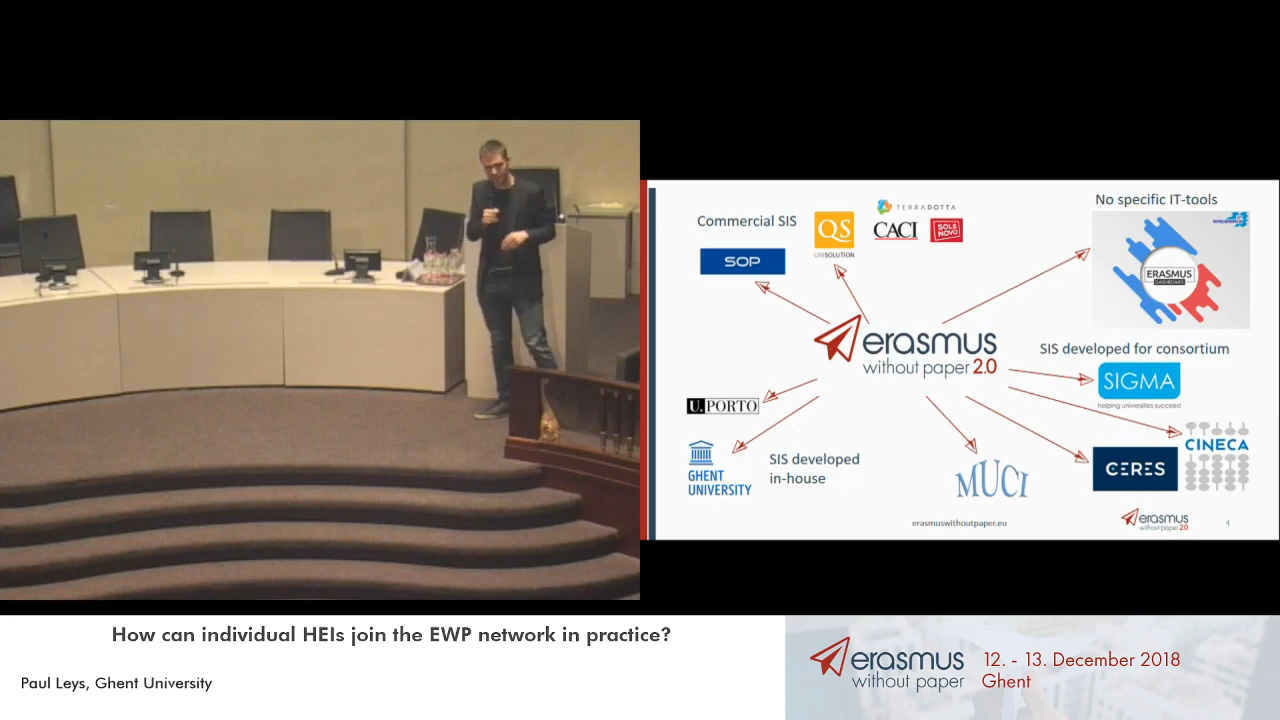 Commercial SIS
SOP
QS
UNISOLUTION
TERRADOTTA
CACI
SOLE
NOVO
No specific IT-tools
ERASMUS
DASHBOARD
erasmus
without paper 2.0
SIS developed for consortium
SIGMA
helping universities succeed
U.PORTO
CINECA
GHENT
UNIVERSITY
SIS developed
in-house
MUCI
CERES
erasmuswithoutpaper.eu
erasmus
without paper 2.0
4
How can individual HEIs join the EWP network in practice?
Paul Leys, Ghent University
erasmus
without paper
12. - 13. December 2018
Ghent